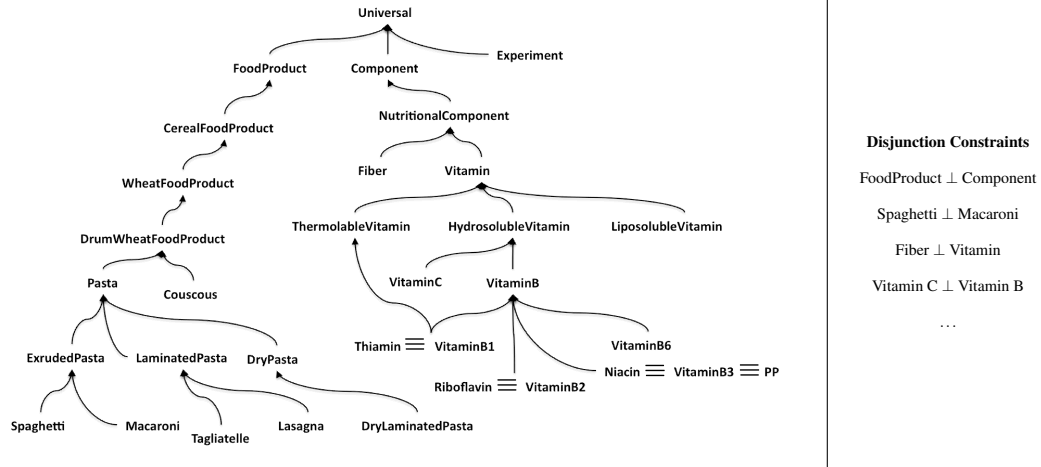 Universal
Experiment
FoodProduct Component
NutritionalComponent
CerealFoodProduct
Fiber Vitamin
WheatFoodProduct
ThermolableVitamin HydrosolubleVitamin LiposolubleVitamin
DrumWheatFoodProduct
Pasta VitaminC VitaminB
Couscous
Thiamin ≡ VitaminB1 VitaminB6
ExrudedPasta LaminatedPasta DryPasta
Niacin ≡ VitaminB3 ≡ PP
Riboflavin ≡ VitaminB2
Spaghetti Macaroni Lasagna DryLaminatedPasta
Tagliatelle
Disjunction Constraints
FoodProduct ⊥ Component
Spaghetti ⊥ Macaroni
Fiber ⊥ Vitamin
Vitamin C ⊥ Vitamin B
...